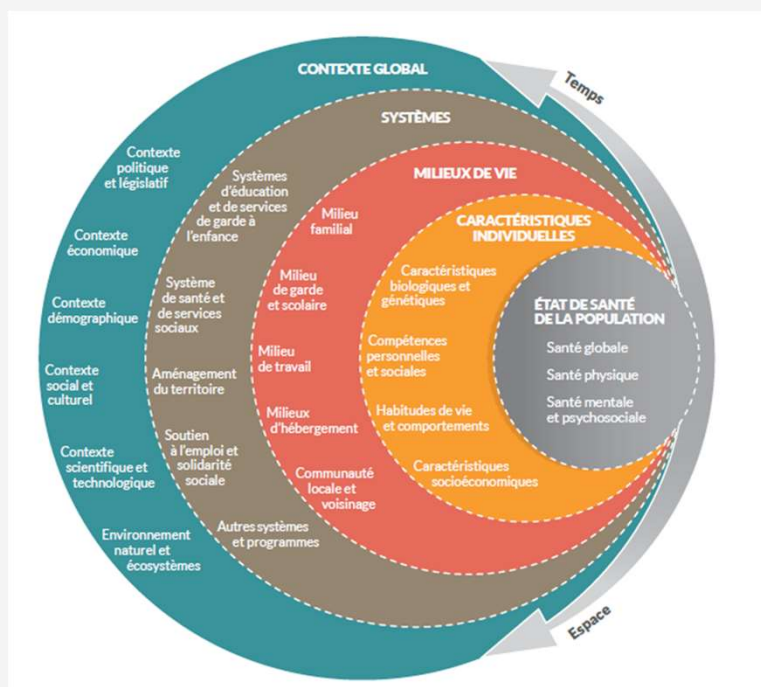 CONTEXTE GLOBAL
Contexte
politique
et législatif
Contexte
économique
Contexte
démographique
Contexte
social et
culturel
Contexte
scientifique et
technologique
Environnement
naturel et
écosystèmes
SYSTÈMES
Systèmes
d'éducation
et de services
de garde à
l'enfance
Système
de santé et
de services
sociaux
Aménagement
du territoire
Soutien
à l'emploi et
solidarité
sociale
Autres systèmes
et programmes
MILIEUX DE VIE
Milieu
familial
Milieu
de garde
et scolaire
Milieu
de travail
Milieux
d'hébergement
Communauté
locale et
voisinage
CARACTÉRISTIQUES
INDIVIDUELLES
Caractéristiques
biologiques et
génétiques
Compétences
personnelles
et sociales
Habitudes de vie
et comportements
Caractéristiques
socioéconomiques
ÉTAT DE SANTÉ
DE LA POPULATION
Santé globale
Santé physique
Santé mentale
et psychosociale
Temps
Espace